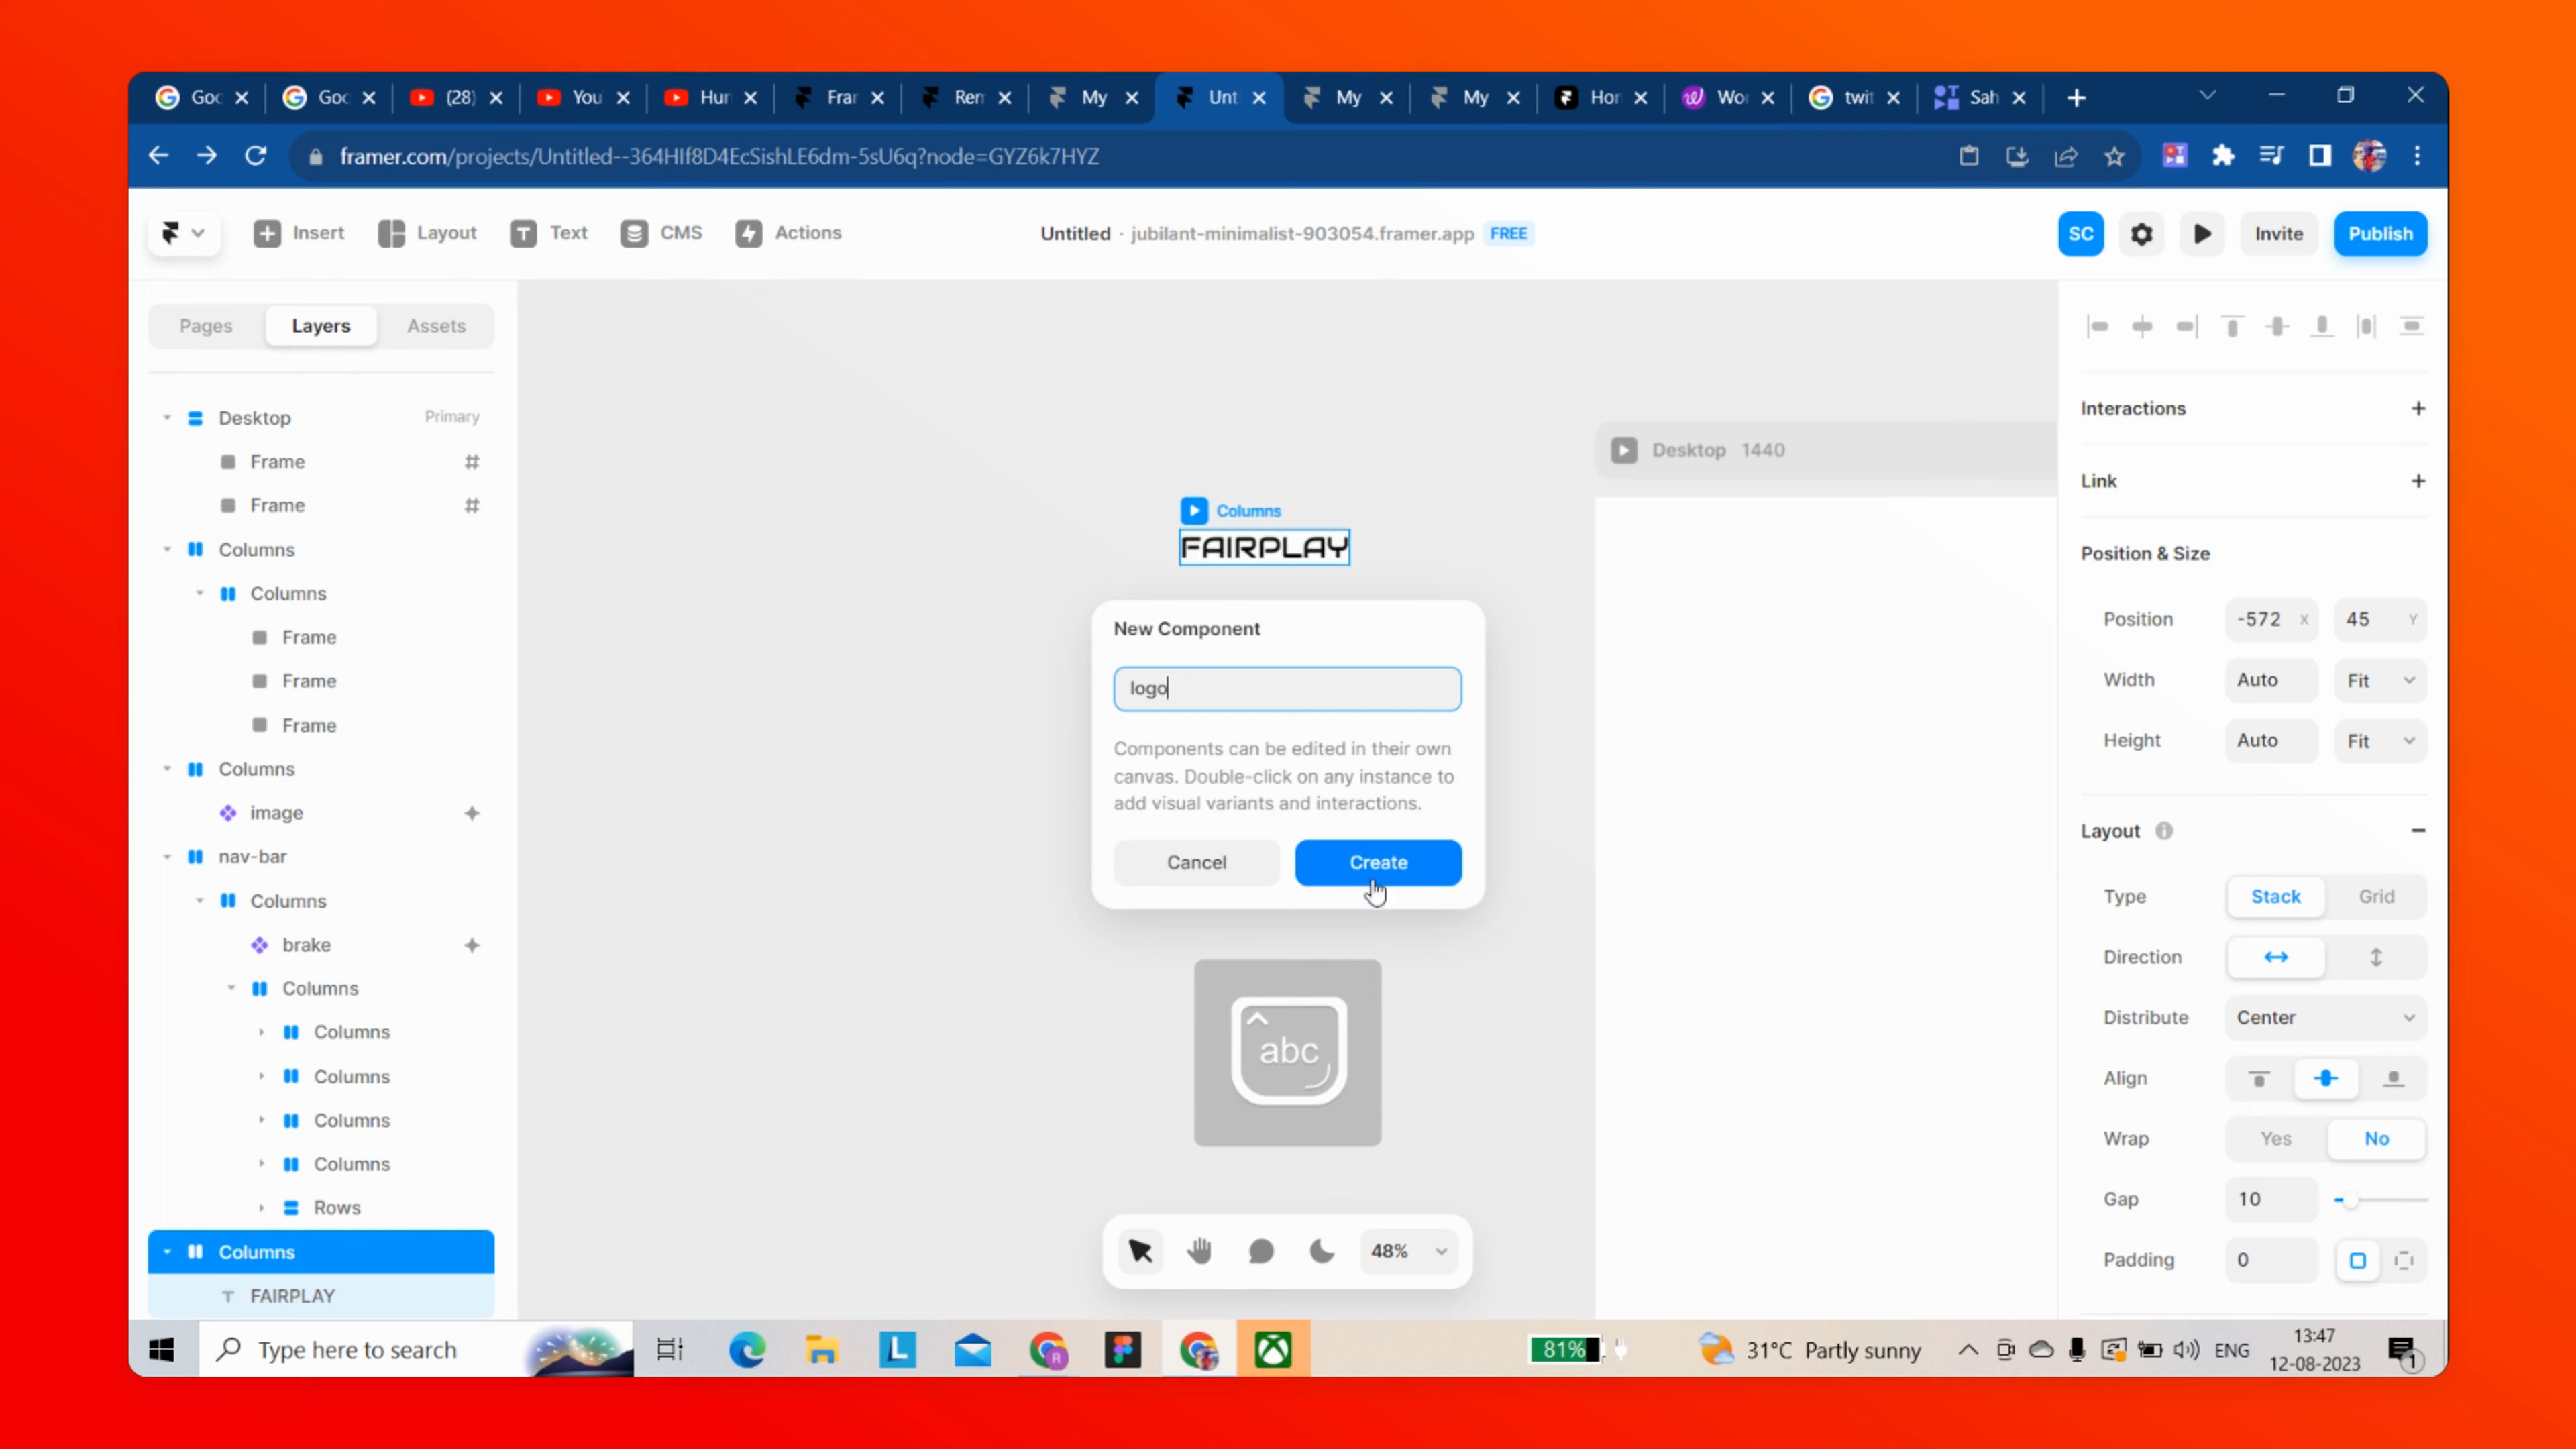 Goc
Goc
(28)
You
Hur
Frar
Rem
My
Unt
My
My
Hor
Wo
twit
Sah
framer.com/projects/Untitled--364HIf8D4EcSishLE6dm-5sU6q?node=GYZ6k7HYZ
Insert
Layout
Text
CMS
Actions
Untitled · jubilant-minimalist-903054.framer.app FREE
SC
Invite
Publish
Pages
Layers
Assets
Desktop Primary
Frame
Frame
Columns
Columns
Frame
Frame
Frame
Columns
image
nav-bar
Columns
brake
Columns
Columns
Columns
Columns
Columns
Rows
Columns
FAIRPLAY
Desktop 1440
Columns
FAIRPLAY
New Component
logo
Components can be edited in their own
canvas. Double-click on any instance to
add visual variants and interactions.
Cancel
Create
abc
48%
Interactions
Link
Position & Size
Position -572 X 45 Y
Width Auto Fit
Height Auto Fit
Layout
Type Stack Grid
Direction
Distribute Center
Align
Wrap Yes No
Gap 10
Padding 0
Type here to search
L
R
81%
31°C Partly sunny
ENG
13:47
12-08-2023
1